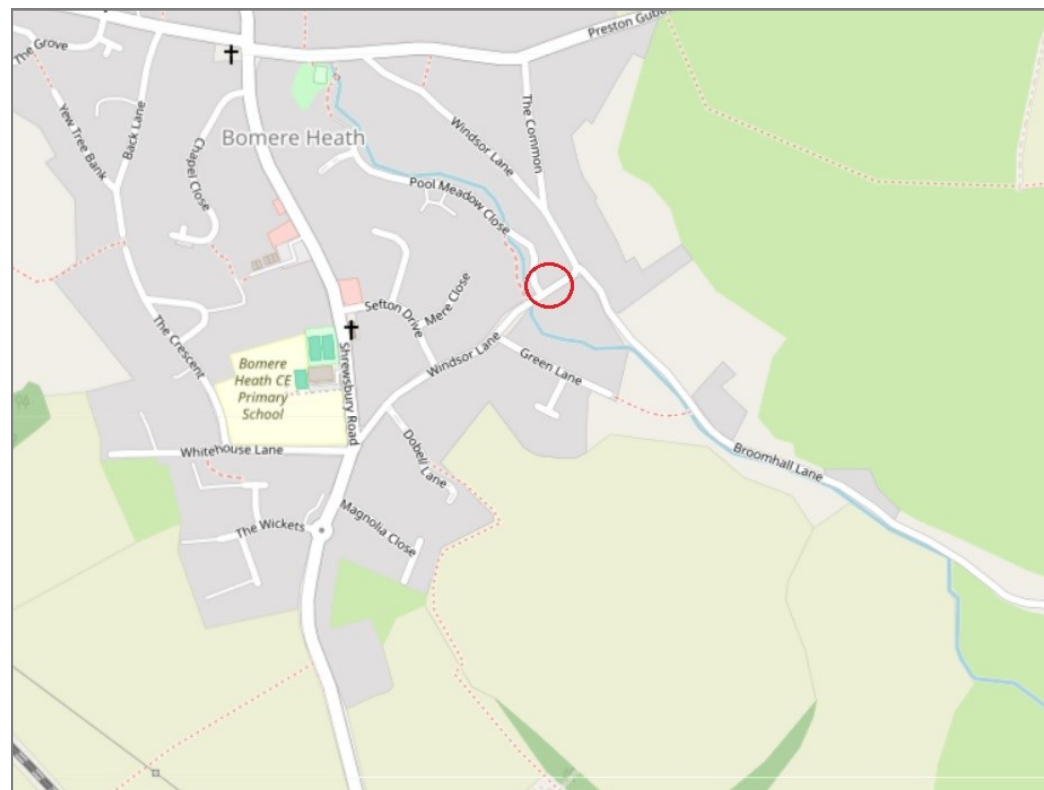 Preston Gubb
The Grove
Back Lane
Windsor Lane
The Common
Yew Tree Bank
Bomere Heath
Chapel Close
Pool Meadow Close
Mere Close
Sefton Drive
The Crescent
Windsor Lane
Green Lane
Bomere
Heath CE
Primary
School
Shrewsbury Road
Whitehouse Lane
Dobell Lane
Broomhall Lane
The Wickets
Magnolia Close